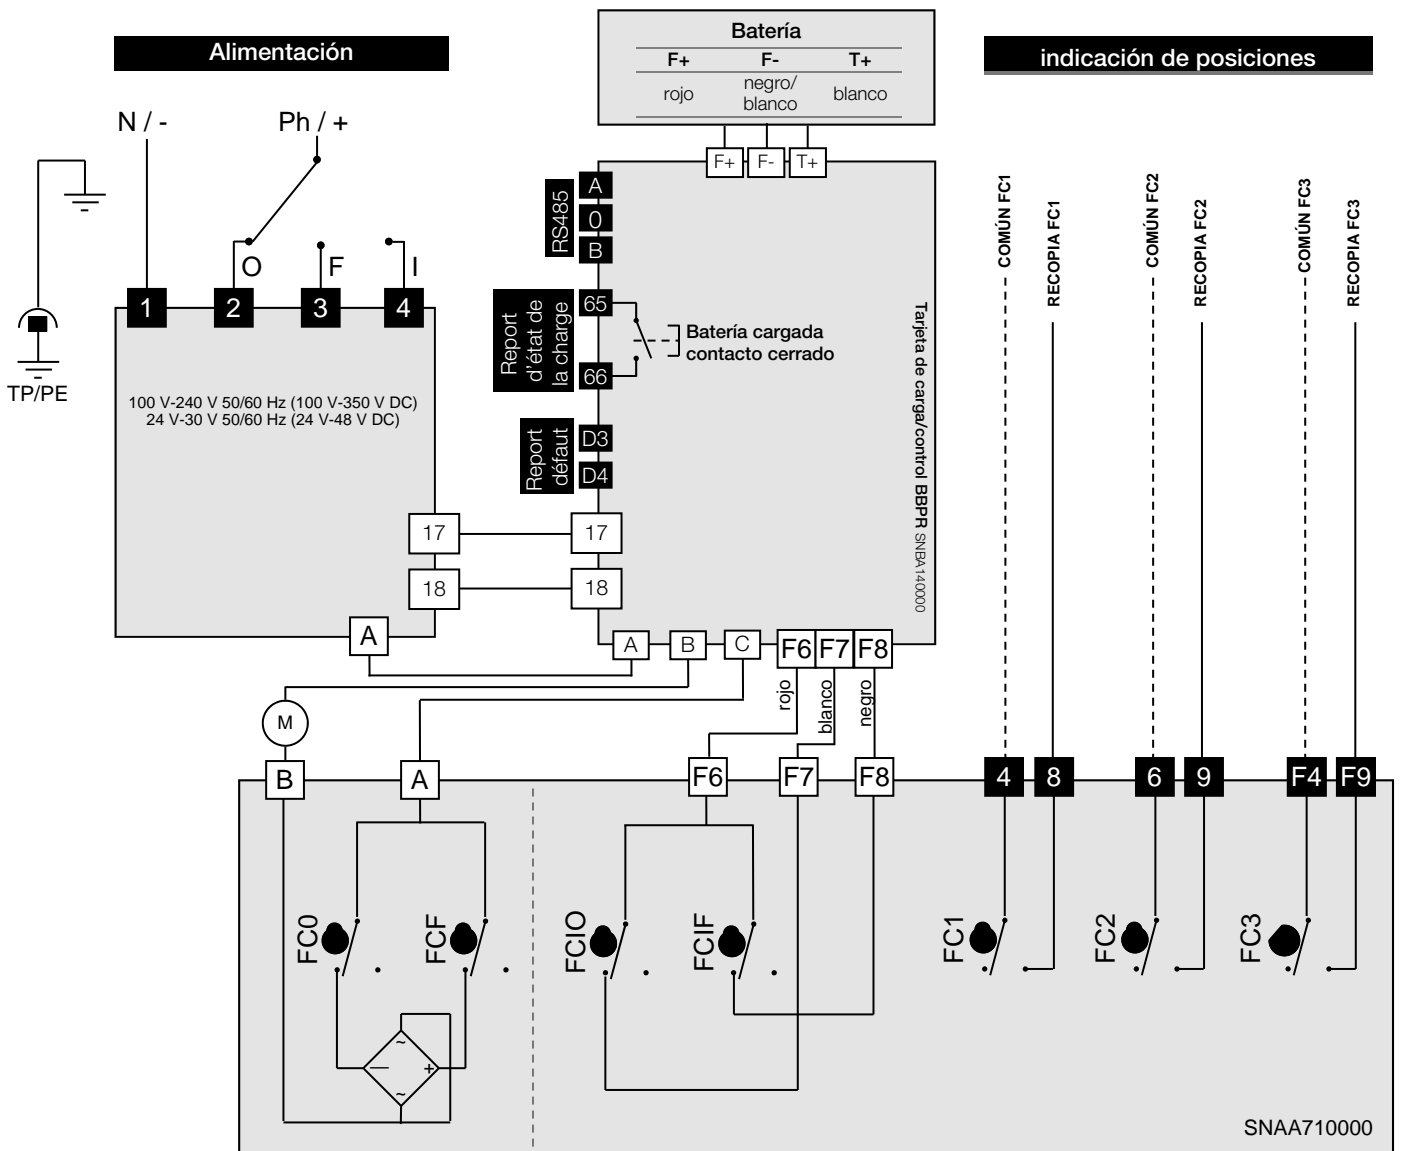 Alimentación
N / -
Ph / +
O
F
I
1
2
3
4
TP/PE
100 V-240 V 50/60 Hz (100 V-350 V DC)
24 V-30 V 50/60 Hz (24 V-48 V DC)
17
18
A
Batería
F+ F- T+
rojo negro/ blanco
blanco
F+ F- T+
RS485
A
0
B
Report
d'état de
la charge
65
66
Batería cargada
contacto cerrado
Report
défaut
D3
D4
17
18
Tarjeta de carga/control BBPR SNBA140000
A
B
C
F6
F7
F8
rojo
blanco
negro
M
indicación de posiciones
COMÚN FC1
RECOPIA FC1
COMÚN FC2
RECOPIA FC2
COMÚN FC3
RECOPIA FC3
B
A
F6
F7
F8
4
8
6
9
F4
F9
FC0
FCF
FCIO
FCIF
FC1
FC2
FC3
~
—
+
~
SNAA710000